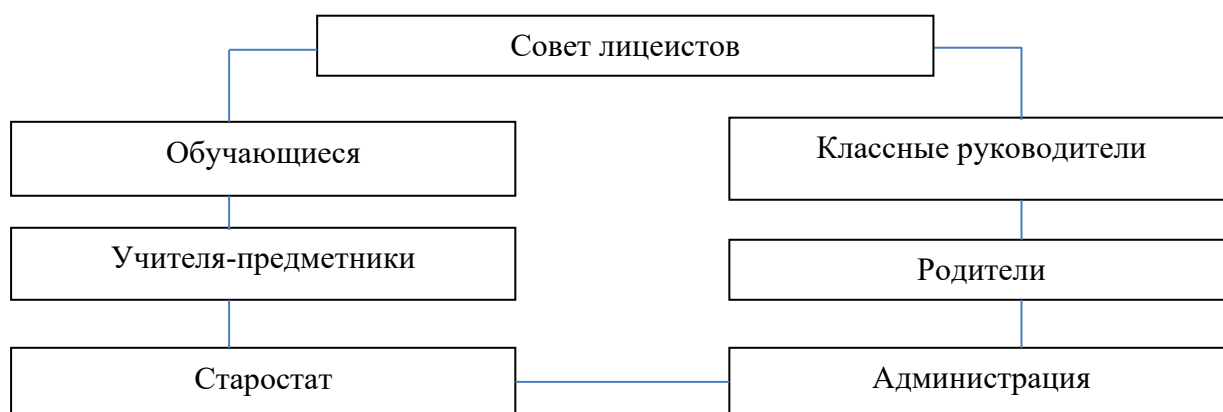 Совет лицеистов
Обучающиеся
Классные руководители
Учителя-предметники
Родители
Старостат
Администрация